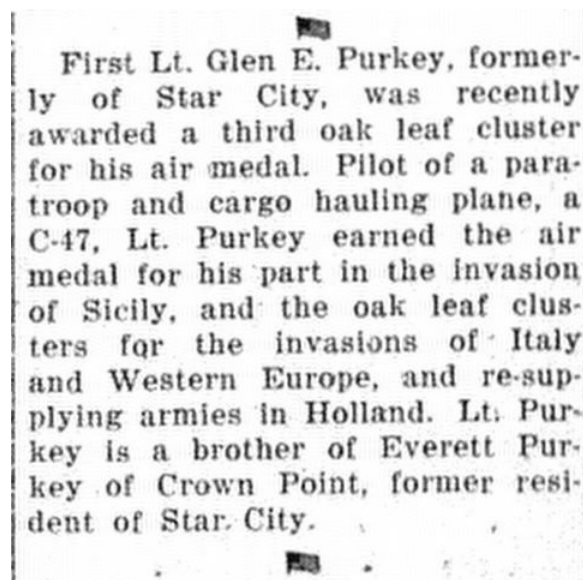 First Lt. Glen E. Purkey, former-
ly of Star City, was recently
awarded a third oak leaf cluster
for his air medal. Pilot of a para-
troop and cargo hauling plane, a
C-47, Lt. Purkey earned the air
medal for his part in the invasion
of Sicily, and the oak leaf clus-
ters for the invasions of Italy
and Western Europe, and re-sup-
plying armies in Holland. Lt. Pur-
key is a brother of Everett Pur-
key of Crown Point, former resi-
dent of Star City.